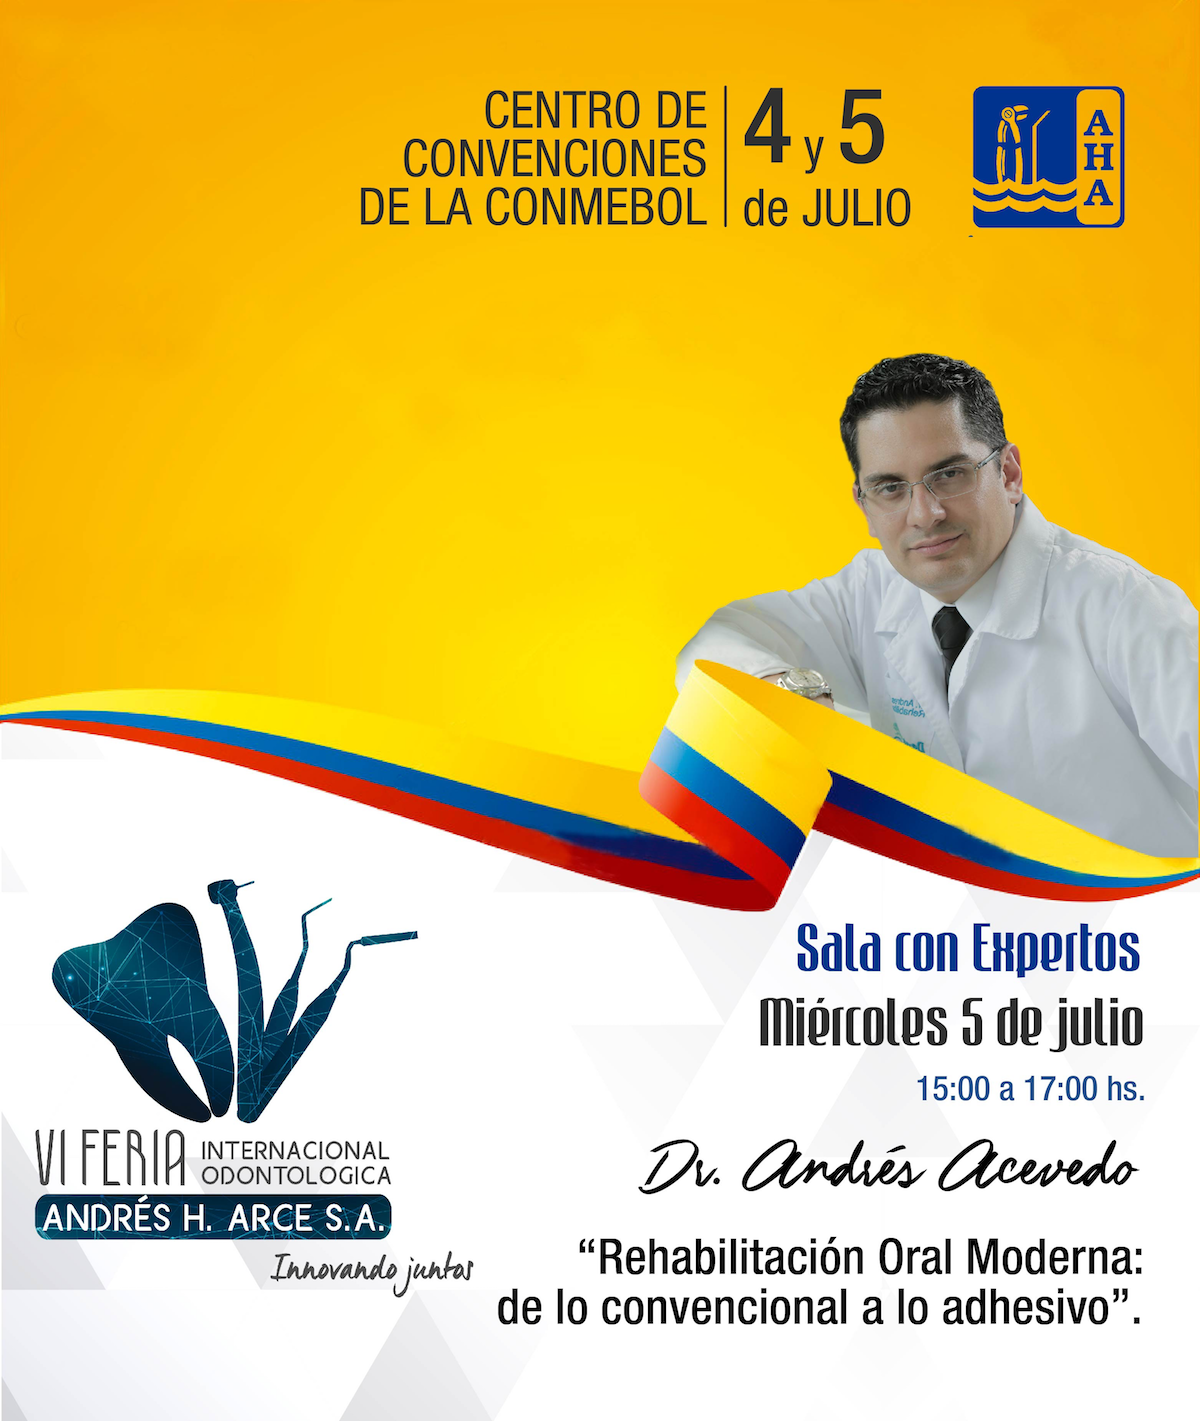 CENTRO DE
CONVENCIONES
DE LA CONMEBOL
4 y 5
de JULIO
AHA
Sala con Expertos
Miércoles 5 de julio
15:00 a 17:00 hs.
Dr. Andrés Acevedo
“Rehabilitación Oral Moderna:
de lo convencional a lo adhesivo”.
VI FERIA
INTERNACIONAL
ODONTOLOGICA
ANDRÉS H. ARCE S.A.
Innovando juntos